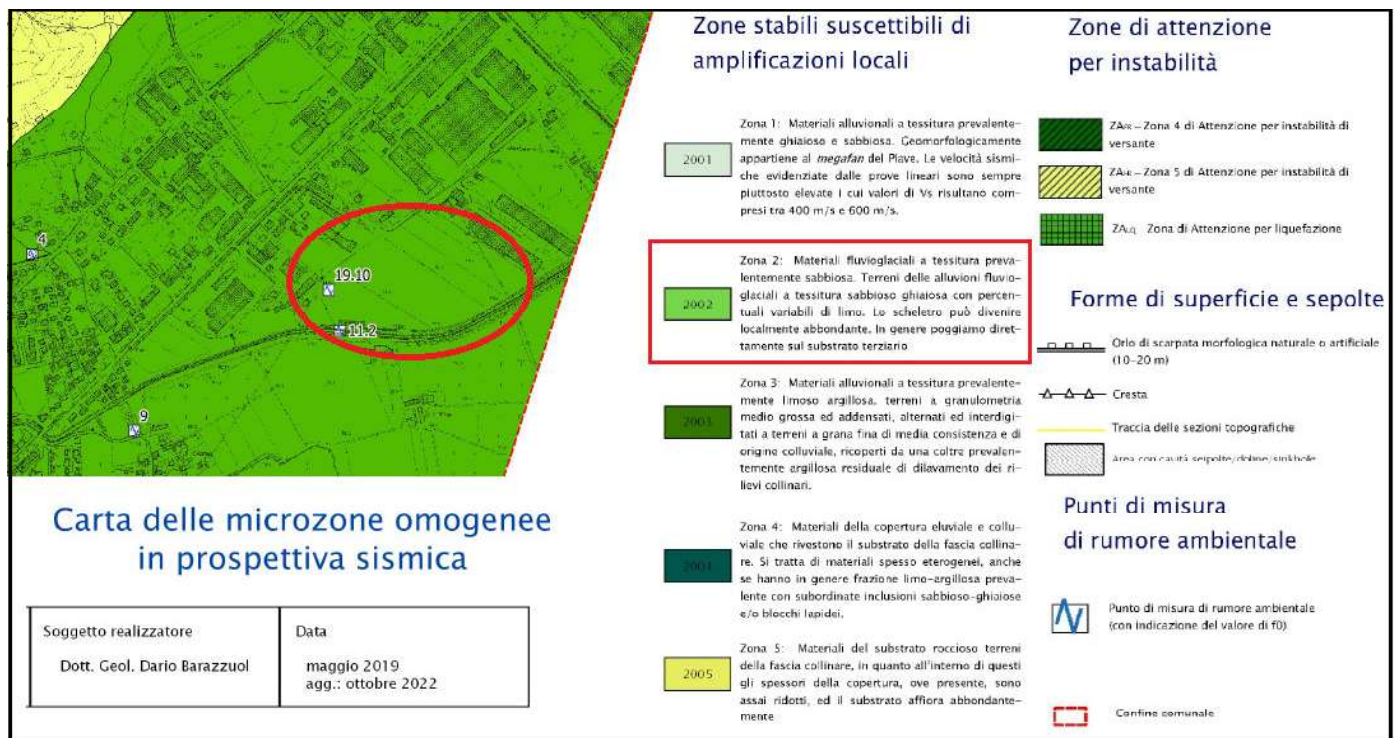 4
19.10
11.2
9
Carta delle microzone omogenee
in prospettiva sismica
Soggetto realizzatore
Dott. Geol. Dario Barazzuol
Data
maggio 2019
agg.: ottobre 2022
Zone stabili suscettibili di
amplificazioni locali
2001
Zona 1: Materiali alluvionali a tessitura prevalente-
mente ghiaioso e sabbiosa. Geomorfologicamente
appartiene al megafan del Piave. Le velocità sismi-
che evidenziate dalle prove lineari sono sempre
piuttosto elevate i cui valori di Vs risultano com-
presi tra 400 m/s e 600 m/s.
2002
Zona 2: Materiali fluvioglaciali a tessitura preva-
lentemente sabbiosa. Terreni delle alluvioni fluvio-
glaciali a tessitura sabbioso ghiaiosa con percen-
tuali variabili di limo. Lo scheletro può divenire
localmente abbondante. In genere poggiamo diret-
tamente sul substrato terziario
2003
Zona 3: Materiali alluvionali a tessitura prevalente-
mente limoso argillosa, terreni a granulometria
medio grossa ed addensati, alternati ed interdigi-
tati a terreni a grana fina di media consistenza e di
origine colluviale, ricoperti da una coltre prevalen-
temente argillosa residuale di dilavamento dei ri-
lievi collinari.
2004
Zona 4: Materiali della copertura eluviale e collu-
viale che rivestono il substrato della fascia collina-
re. Si tratta di materiali spesso eterogenei, anche
se hanno in genere frazione limo-argillosa preva-
lente con subordinate inclusioni sabbioso-ghiaiose
e/o blocchi lapidei.
2005
Zona 5: Materiali del substrato roccioso terreni
della fascia collinare, in quanto all'interno di questi
gli spessori della copertura, ove presente, sono
assai ridotti, ed il substrato affiora abbondante-
mente
Zone di attenzione
per instabilità
– Zona 4 di Attenzione per instabilità di
versante
– Zona 5 di Attenzione per instabilità di
versante
ZALQ Zona di Attenzione per liquefazione
Forme di superficie e sepolte
Orlo di scarpata morfologica naturale o artificiale
(10-20 m)
Cresta
Traccia delle sezioni topografiche
Area con cavità sepolte/doline/sinkhole
Punti di misura
di rumore ambientale
Punto di misura di rumore ambientale
(con indicazione del valore di f0)
Confine comunale